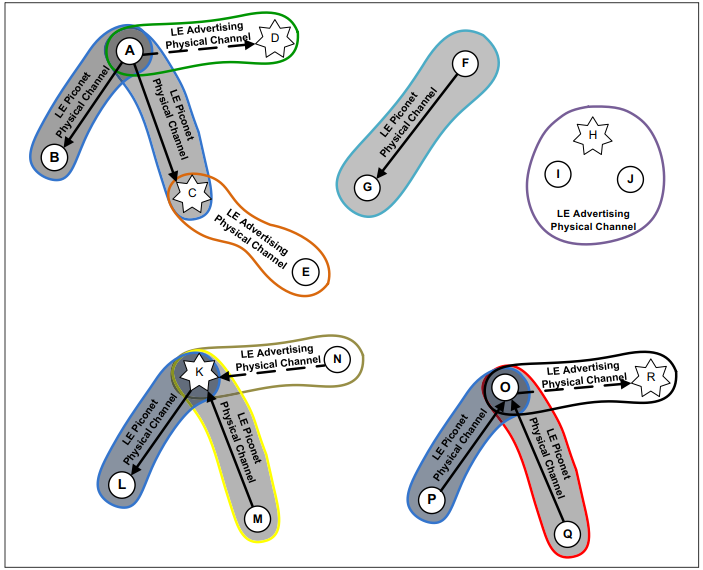 A
LE Advertising
Physical Channel
D
LE Piconet
Physical Channel
LE Piconet
Physical Channel
B
C
LE Advertising
Physical Channel
E
F
LE Piconet
Physical Channel
G
H
I
J
LE Advertising
Physical Channel
K
LE Advertising
Physical Channel
N
LE Piconet
Physical Channel
LE Piconet
Physical Channel
L
M
O
LE Advertising
Physical Channel
R
LE Piconet
Physical Channel
LE Piconet
Physical Channel
P
Q